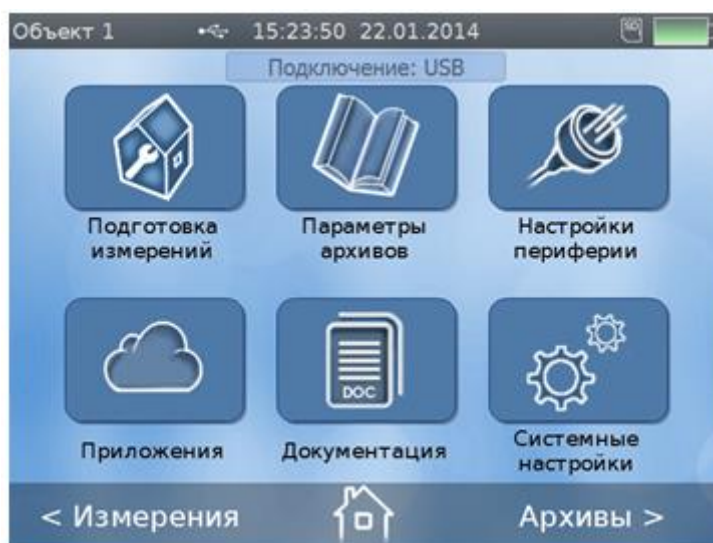 Объект 1 15:23:50 22.01.2014
Подключение: USB
Подготовка
измерений
Параметры
архивов
Настройки
периферии
DOC
Приложения
Документация
Системные
настройки
< Измерения
Архивы >